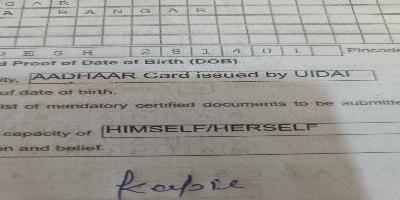 R A N G A R
D E S H 2 8 1 4 0 1 Pincode
d Proof of Date of Birth (DOB)
ity, AADHAAR Card issued by UIDAI
of date of birth.
ist of mandatory certified documents to be submitte
capacity of HIMSELF/HERSELF
on and belief.